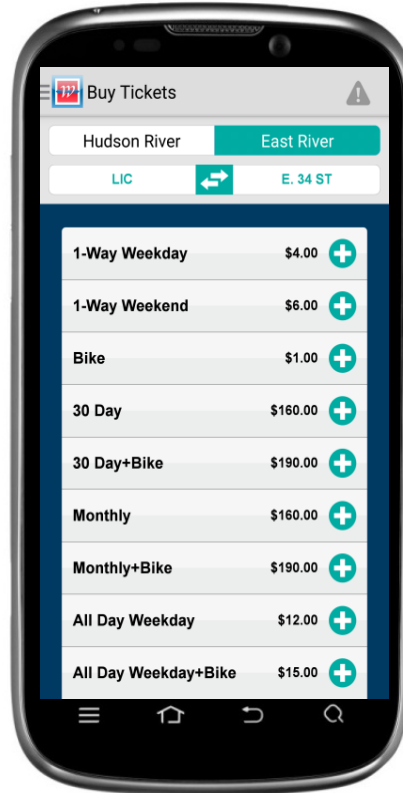 W Buy Tickets
Hudson River East River
LIC E. 34 ST
1-Way Weekday $4.00
1-Way Weekend $6.00
Bike $1.00
30 Day $160.00
30 Day+Bike $190.00
Monthly $160.00
Monthly+Bike $190.00
All Day Weekday $12.00
All Day Weekday+Bike $15.00